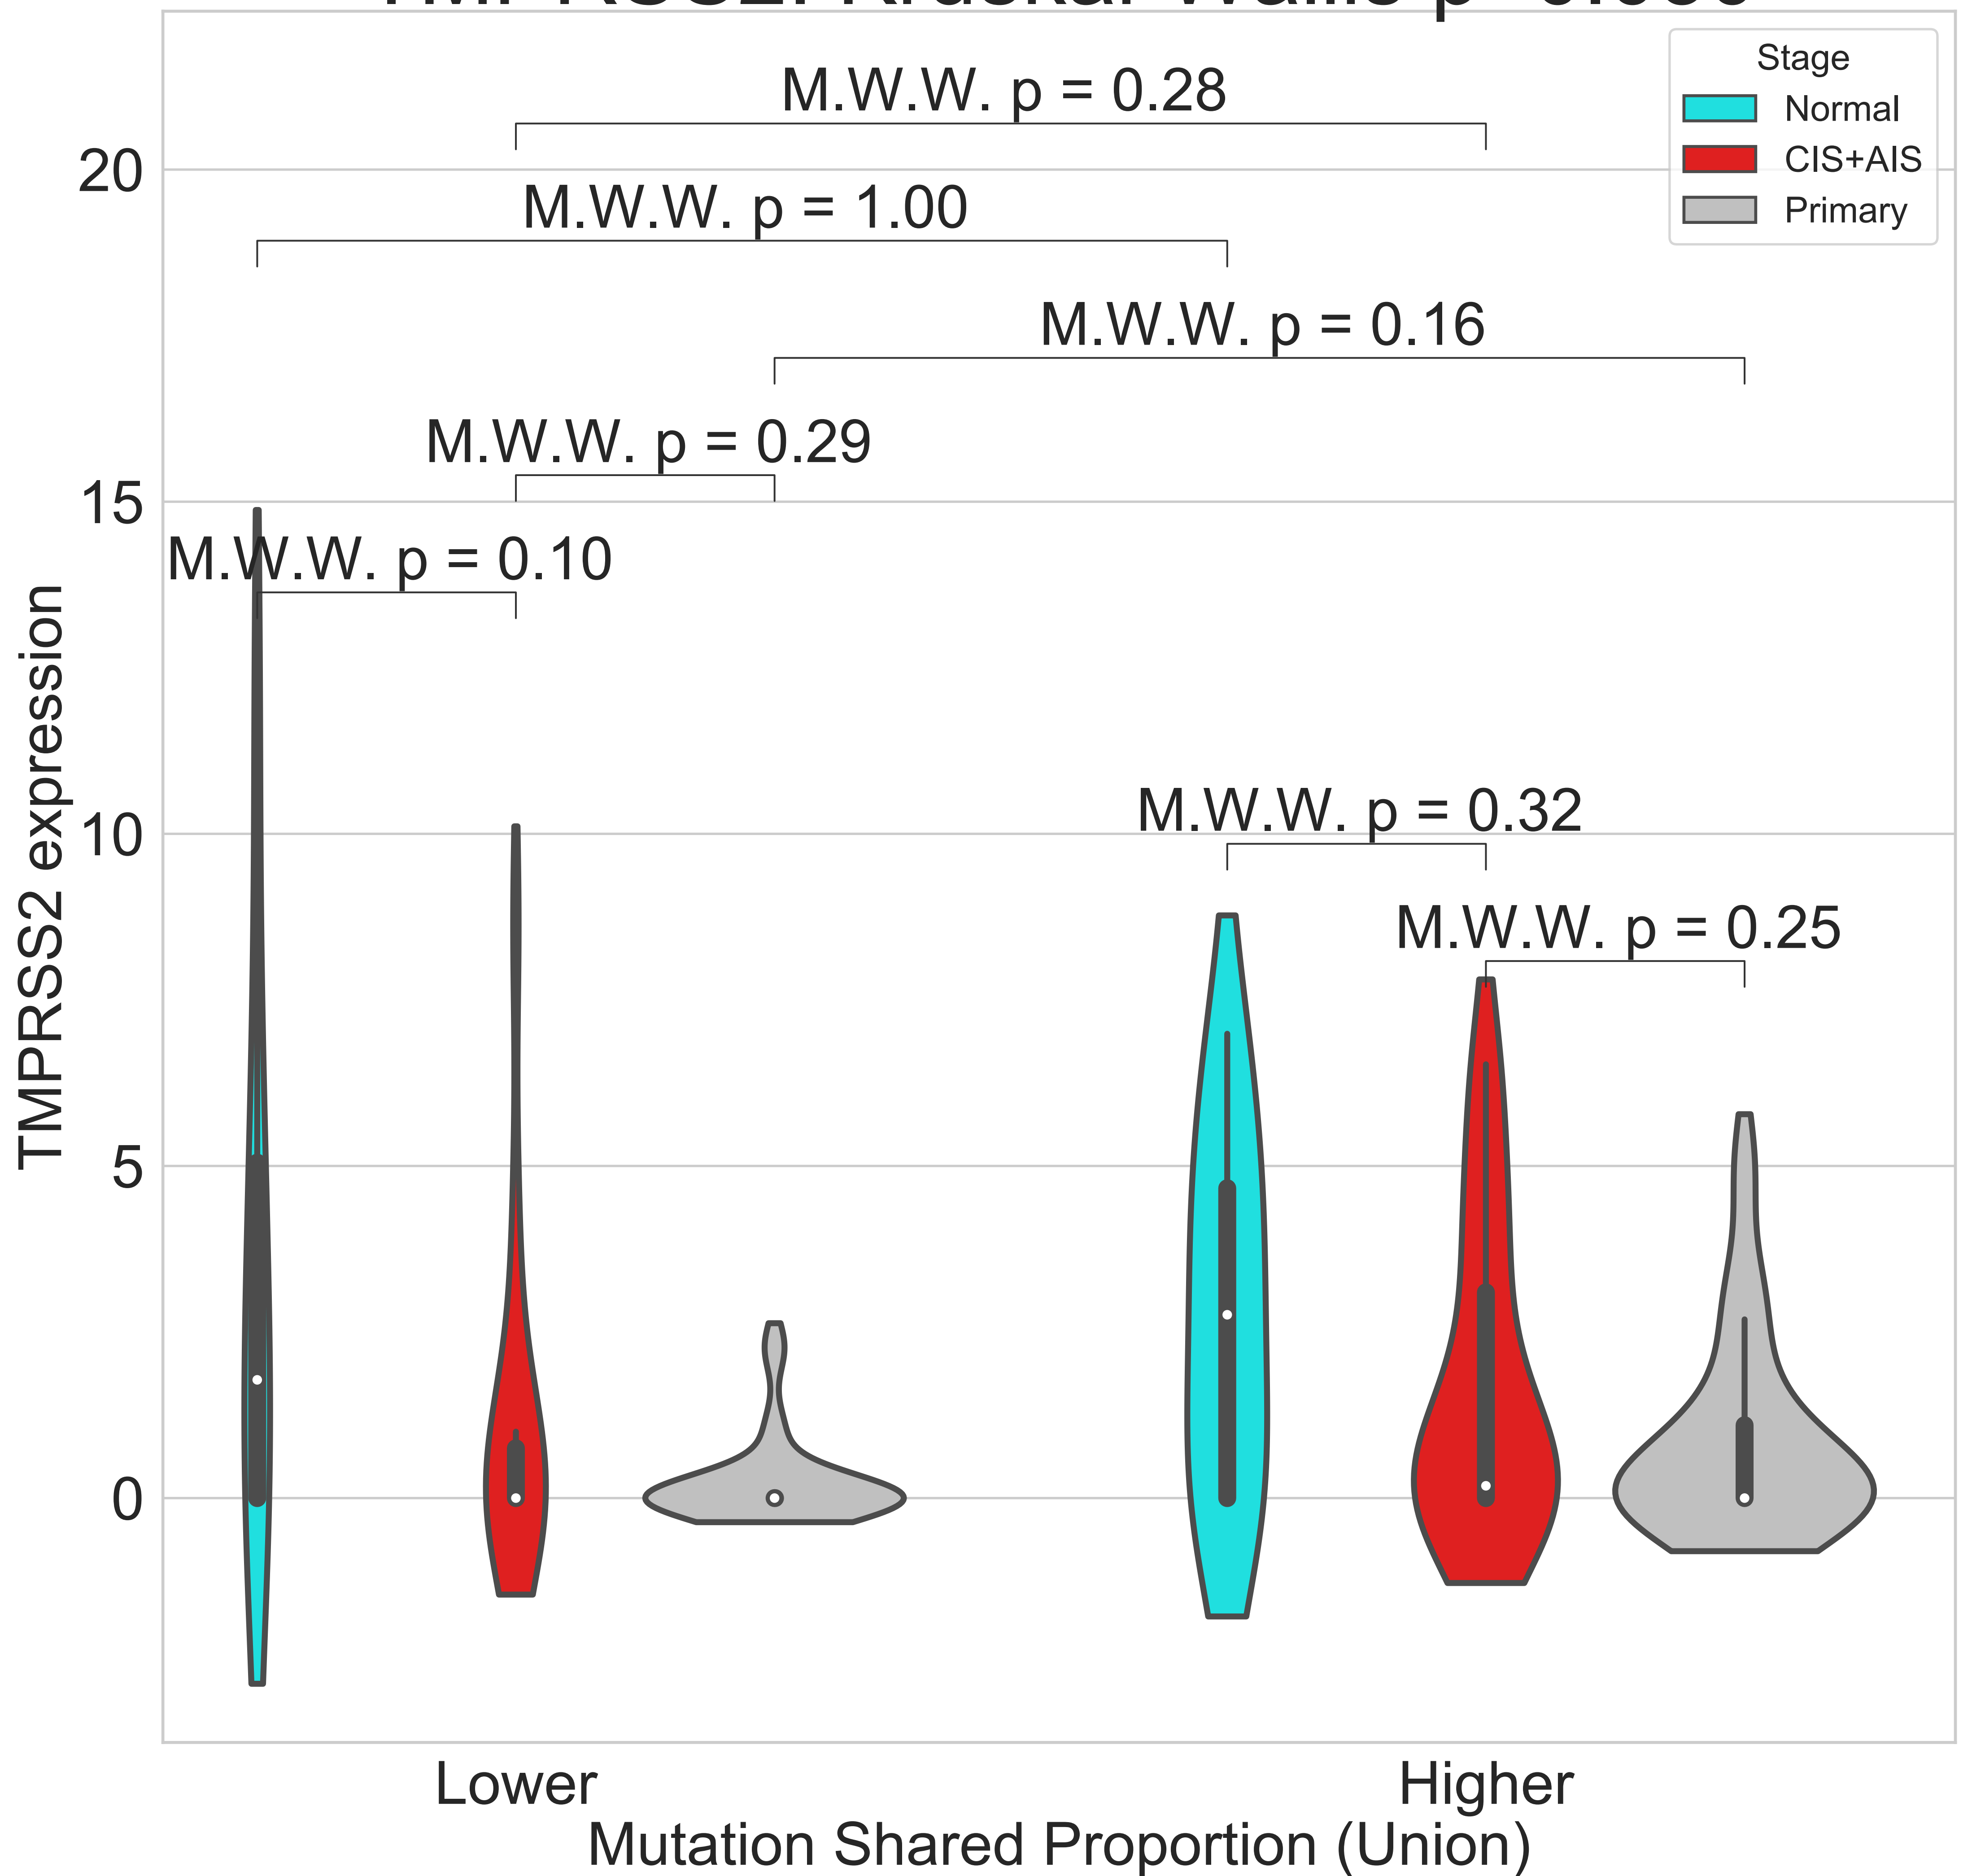 Stage
Normal
CIS+AIS
Primary
M.W.W. p = 0.28
M.W.W. p = 1.00
M.W.W. p = 0.16
M.W.W. p = 0.29
M.W.W. p = 0.10
M.W.W. p = 0.32
M.W.W. p = 0.25
20
15
10
5
0
TMPRSS2 expression
Lower
Higher
Mutation Shared Proportion (Union)